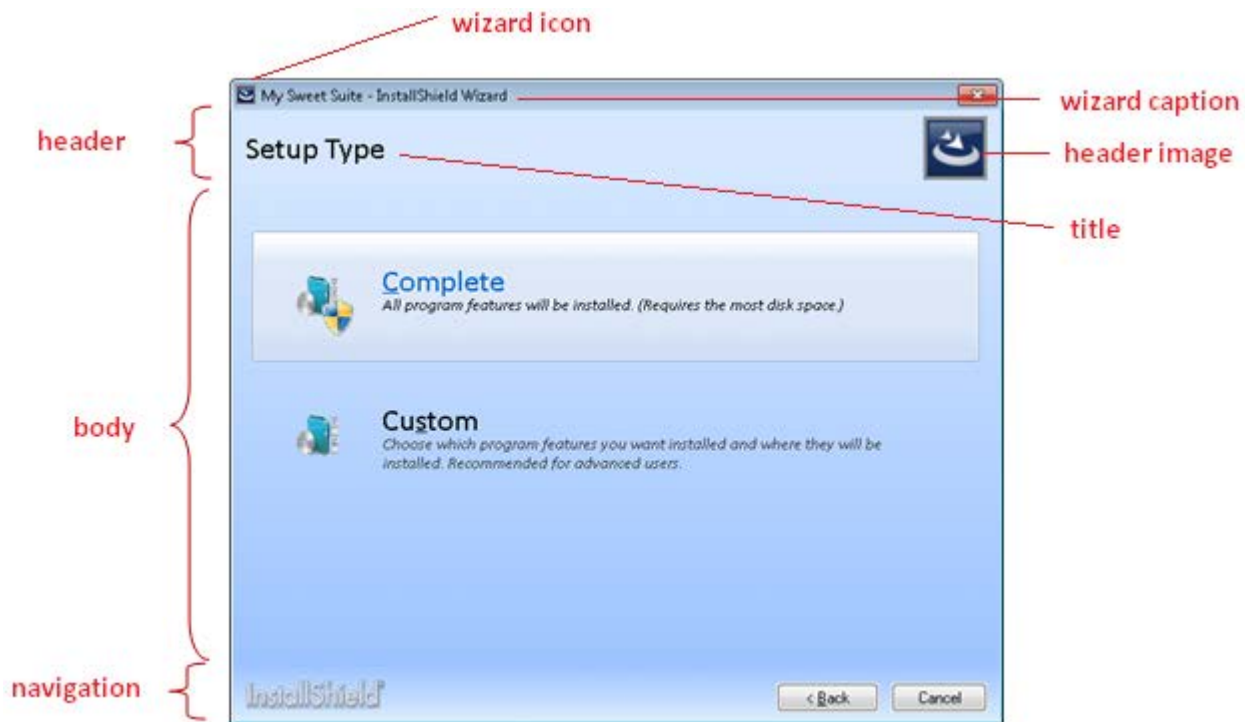 wizard icon
My Sweet Suite - InstallShield Wizard
wizard caption
header
Setup Type
header image
title
Complete
All program features will be installed. (Requires the most disk space.)
body
Custom
Choose which program features you want installed and where they will be
installed. Recommended for advanced users.
navigation
InstallShield
< Back
Cancel